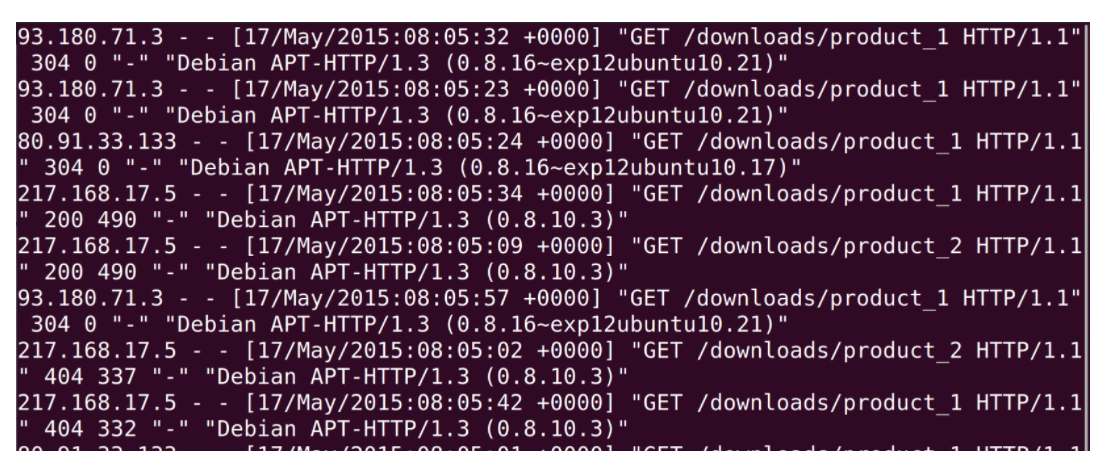 93.180.71.3 - - [17/May/2015:08:05:32 +0000] "GET /downloads/product_1 HTTP/1.1"
 304 0 "-" "Debian APT-HTTP/1.3 (0.8.16~exp12ubuntu10.21)"
93.180.71.3 - - [17/May/2015:08:05:23 +0000] "GET /downloads/product_1 HTTP/1.1"
 304 0 "-" "Debian APT-HTTP/1.3 (0.8.16~exp12ubuntu10.21)"
80.91.33.133 - - [17/May/2015:08:05:24 +0000] "GET /downloads/product_1 HTTP/1.1
" 304 0 "-" "Debian APT-HTTP/1.3 (0.8.16~exp12ubuntu10.17)"
217.168.17.5 - - [17/May/2015:08:05:34 +0000] "GET /downloads/product_1 HTTP/1.1
" 200 490 "-" "Debian APT-HTTP/1.3 (0.8.10.3)"
217.168.17.5 - - [17/May/2015:08:05:09 +0000] "GET /downloads/product_2 HTTP/1.1
" 200 490 "-" "Debian APT-HTTP/1.3 (0.8.10.3)"
93.180.71.3 - - [17/May/2015:08:05:57 +0000] "GET /downloads/product_1 HTTP/1.1"
 304 0 "-" "Debian APT-HTTP/1.3 (0.8.16~exp12ubuntu10.21)"
217.168.17.5 - - [17/May/2015:08:05:02 +0000] "GET /downloads/product_2 HTTP/1.1
" 404 337 "-" "Debian APT-HTTP/1.3 (0.8.10.3)"
217.168.17.5 - - [17/May/2015:08:05:42 +0000] "GET /downloads/product_1 HTTP/1.1
" 404 332 "-" "Debian APT-HTTP/1.3 (0.8.10.3)"